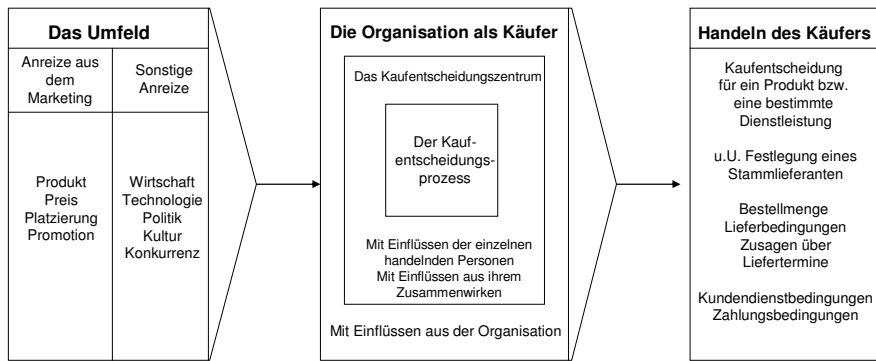 Das Umfeld
Anreize aus
dem
Marketing
Sonstige
Anreize
Produkt
Preis
Platzierung
Promotion
Wirtschaft
Technologie
Politik
Kultur
Konkurrenz
Die Organisation als Käufer
Das Kaufentscheidungszentrum
Der Kauf-
entscheidungs-
prozess
Mit Einflüssen der einzelnen
handelnden Personen
Mit Einflüssen aus ihrem
Zusammenwirken
Mit Einflüssen aus der Organisation
Handeln des Käufers
Kaufentscheidung
für ein Produkt bzw.
eine bestimmte
Dienstleistung
u.U. Festlegung eines
Stammlieferanten
Bestellmenge
Lieferbedingungen
Zusagen über
Liefertermine
Kundendienstbedingungen
Zahlungsbedingungen